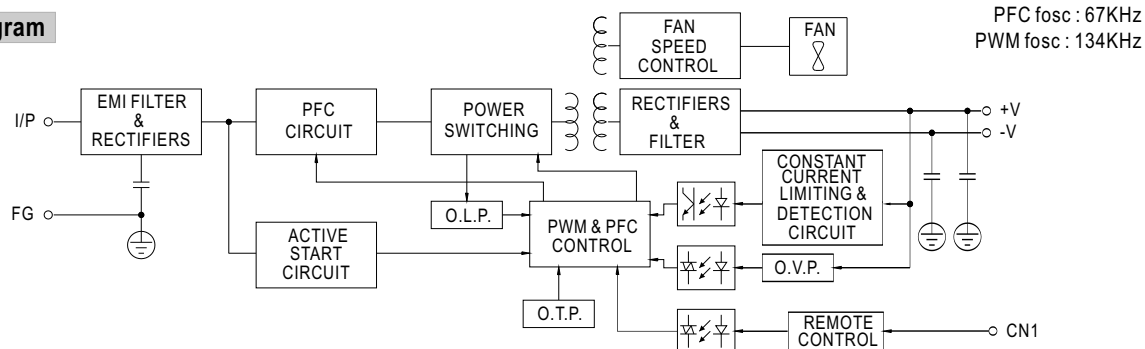 gram
PFC fosc : 67KHz
PWM fosc : 134KHz
FAN
SPEED
CONTROL
FAN
I/P
EMI FILTER
&
RECTIFIERS
PFC
CIRCUIT
POWER
SWITCHING
RECTIFIERS
&
FILTER
+V
-V
FG
ACTIVE
START
CIRCUIT
O.L.P.
PWM & PFC
CONTROL
CONSTANT
CURRENT
LIMITING &
DETECTION
CIRCUIT
O.V.P.
O.T.P.
REMOTE
CONTROL
CN1